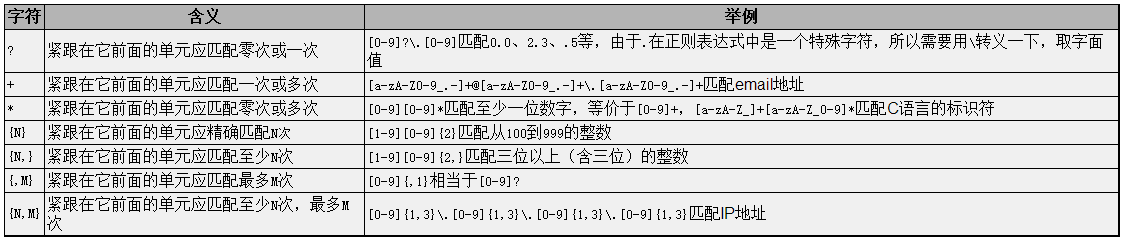 字符 含义 举例
? 紧跟在它前面的单元应匹配零次或一次 [0-9]?\.[0-9]匹配0.0、2.3、.5等，由于.在正则表达式中是一个特殊字符，所以需要用\转义一下，取字面
值
+ 紧跟在它前面的单元应匹配一次或多次 [a-zA-Z0-9_.-]+@[a-zA-Z0-9_.-]+\.[a-zA-Z0-9_.-]+匹配email地址
* 紧跟在它前面的单元应匹配零次或多次 [0-9][0-9]*匹配至少一位数字，等价于[0-9]+，[a-zA-Z_]+[a-zA-Z_0-9]*匹配C语言的标识符
{N} 紧跟在它前面的单元应精确匹配N次 [1-9][0-9]{2}匹配从100到999的整数
{N,} 紧跟在它前面的单元应匹配至少N次 [1-9][0-9]{2,}匹配三位以上（含三位）的整数
{,M} 紧跟在它前面的单元应匹配最多M次 [0-9]{,1}相当于[0-9]?
{N,M} 紧跟在它前面的单元应匹配至少N次，最多M
次 [0-9]{1,3}\.[0-9]{1,3}\.[0-9]{1,3}\.[0-9]{1,3}匹配IP地址